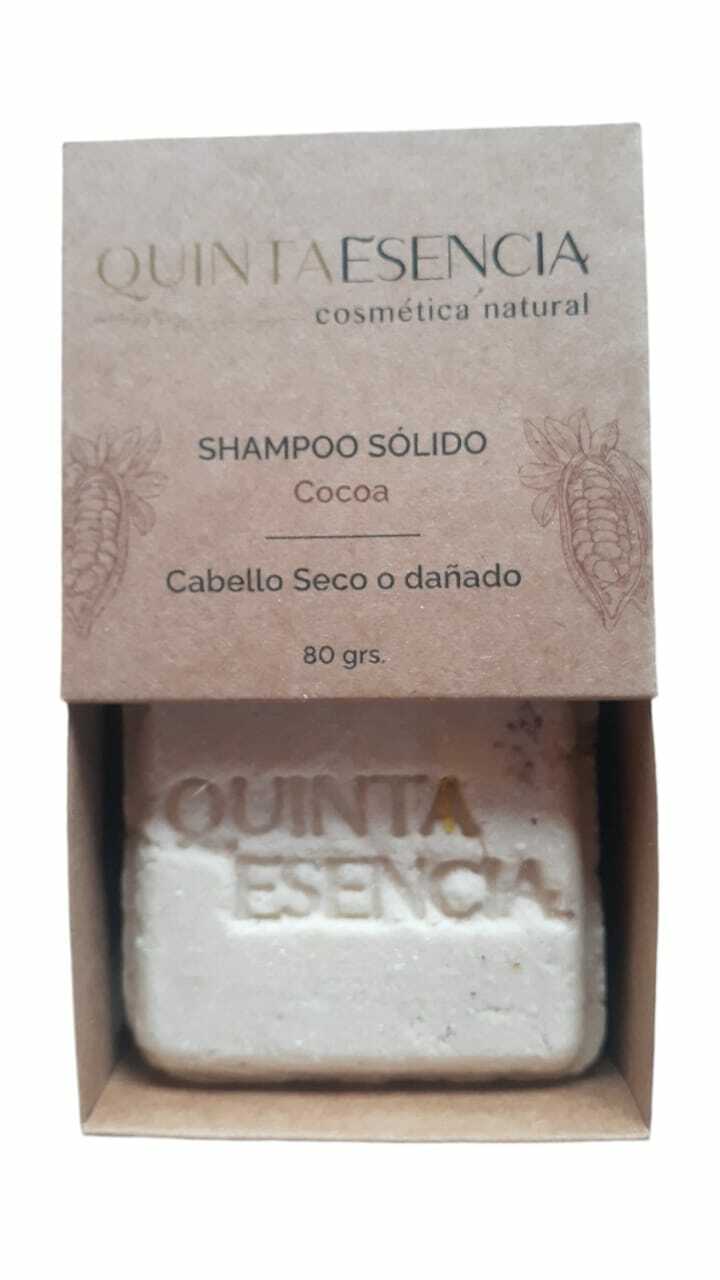 QUINTAESENCIA
cosmética natural
SHAMPOO SÓLIDO
Cocoa
Cabello Seco o dañado
80 grs.
QUINTA
ESENCIA